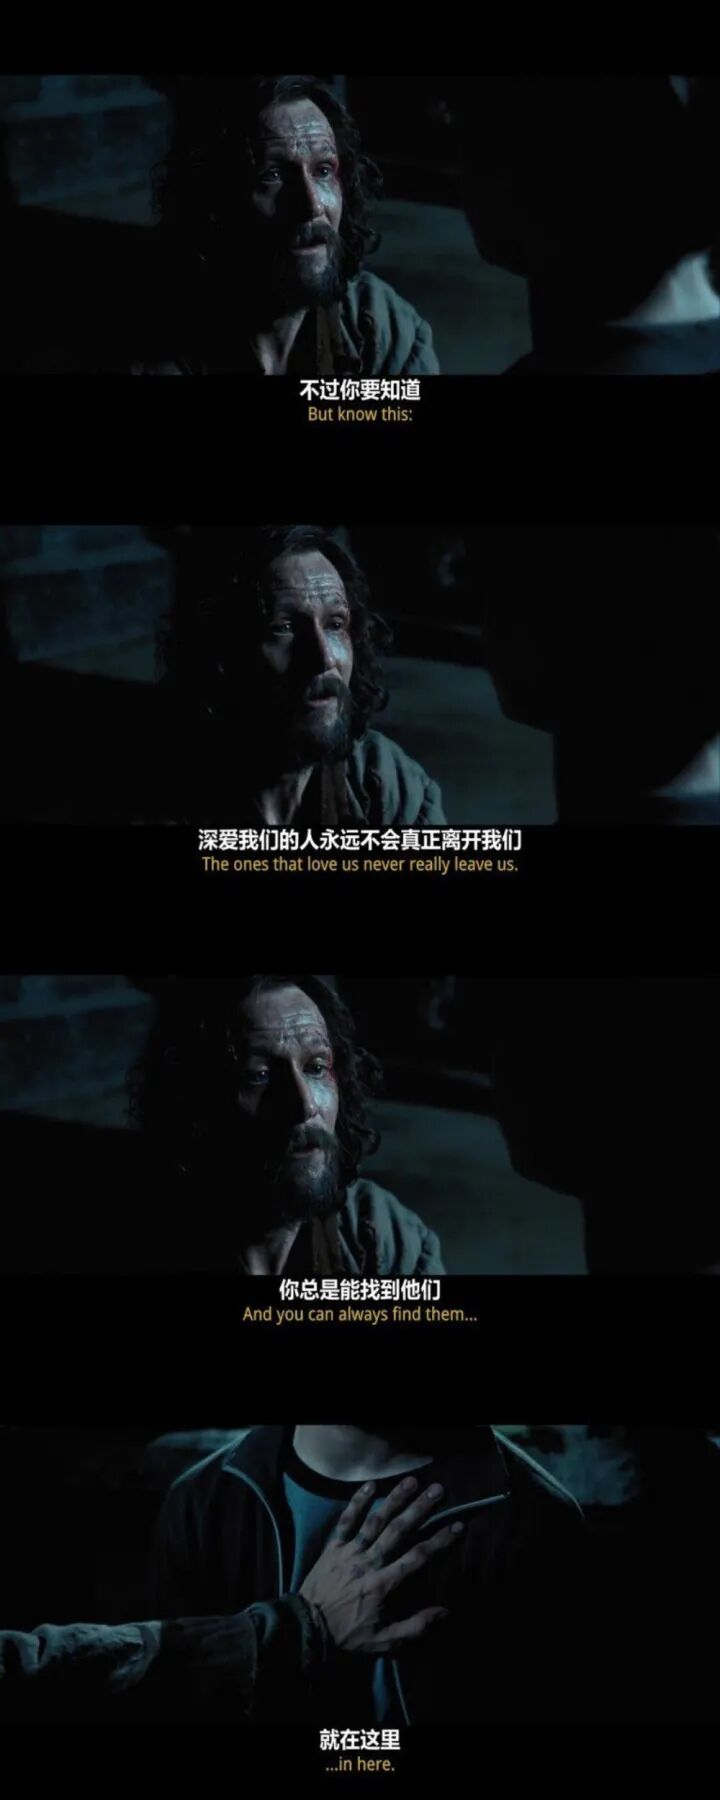 不过你要知道
But know this:
深爱我们的人永远不会真正离开我们
The ones that love us never really leave us.
你总是能找到他们
And you can always find them...
就在这里
...in here.